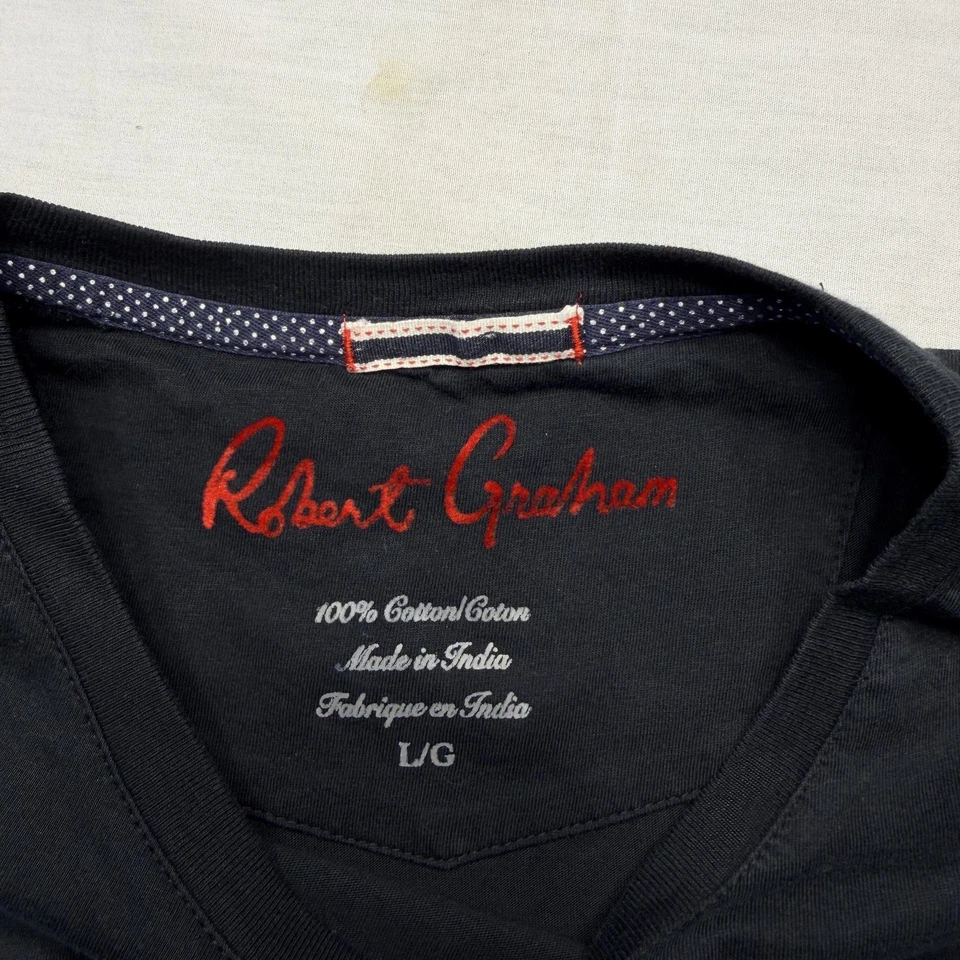 Robert Graham
100% Cotton/Coton
Made in India
Fabrique en India
L/G